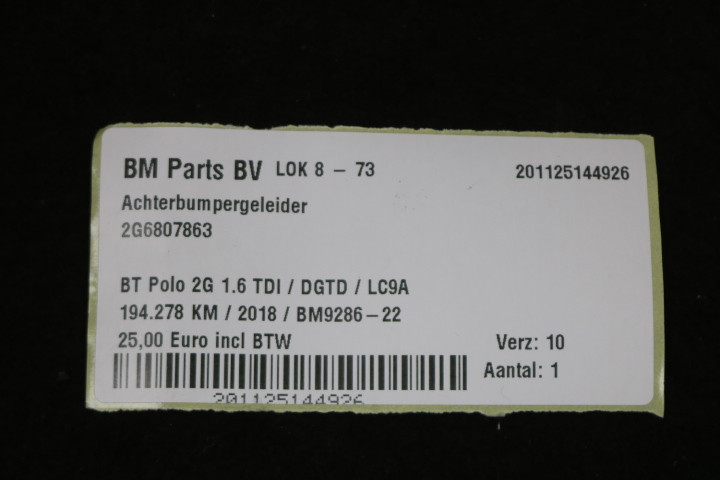 BM Parts BV LOK 8 - 73 201125144926
Achterbumpergeleider
2G6807863
BT Polo 2G 1.6 TDI / DGTD / LC9A
194.278 KM / 2018 / BM9286-22
25,00 Euro incl BTW Verz: 10
Aantal: 1
201125144926